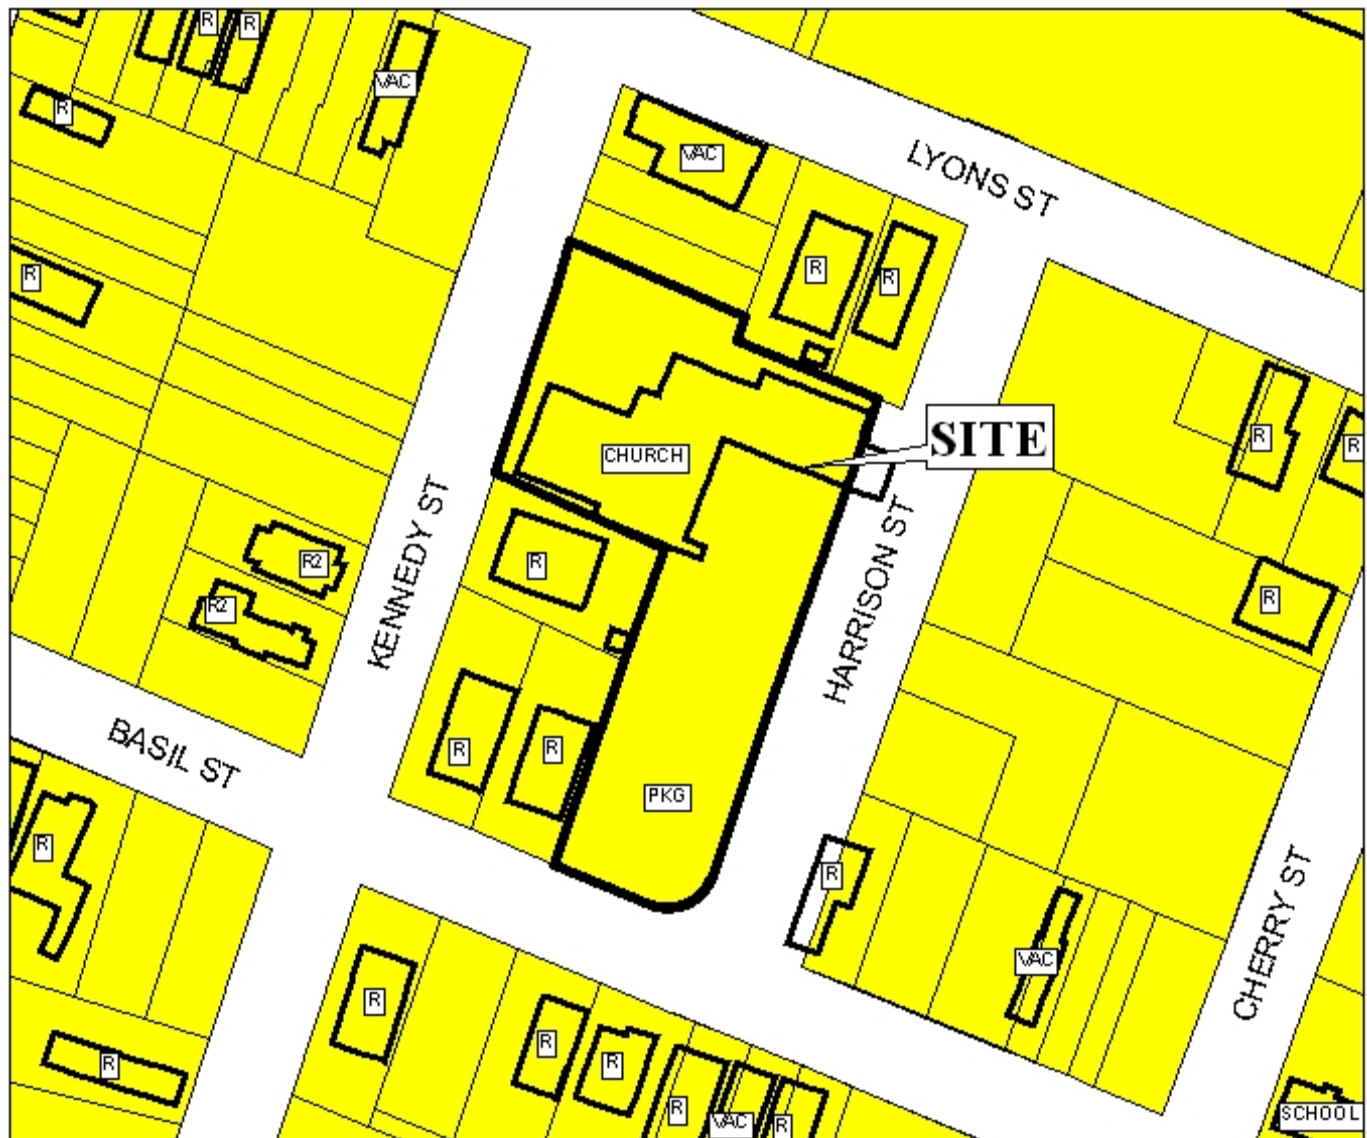 R
R
VAC
R
VAC
LYONS ST
R
R
R
SITE
R
R
CHURCH
KENNEDY ST
HARRISON ST
R2
R
R2
R
BASIL ST
R
R
PKG
R
R
CHERRY ST
VAC
R
R
R
R
R
VAC
R
SCHOOL